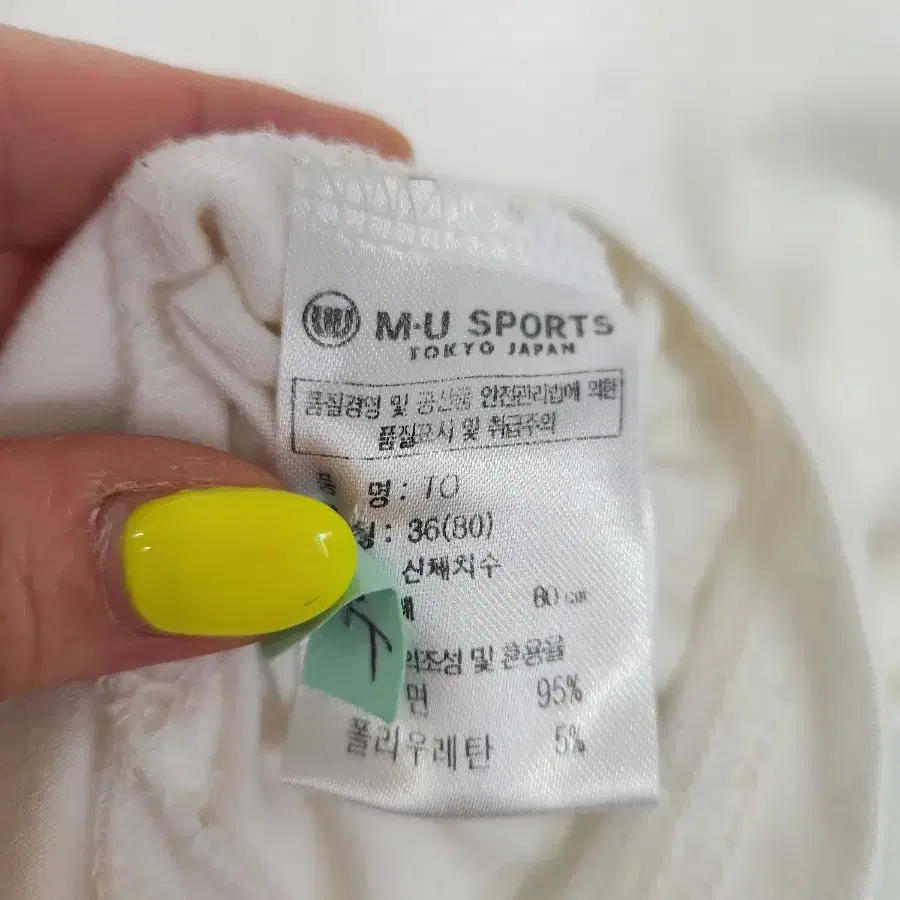 M·U SPORTS
TOKYO JAPAN
품질경영 및 공산품 안전관리법에 의한
품질표시 및 취급주의
명: 10
: 36(80)
신체치수
80 cm
의조성 및 혼용율
면 95%
폴리우레탄 5%